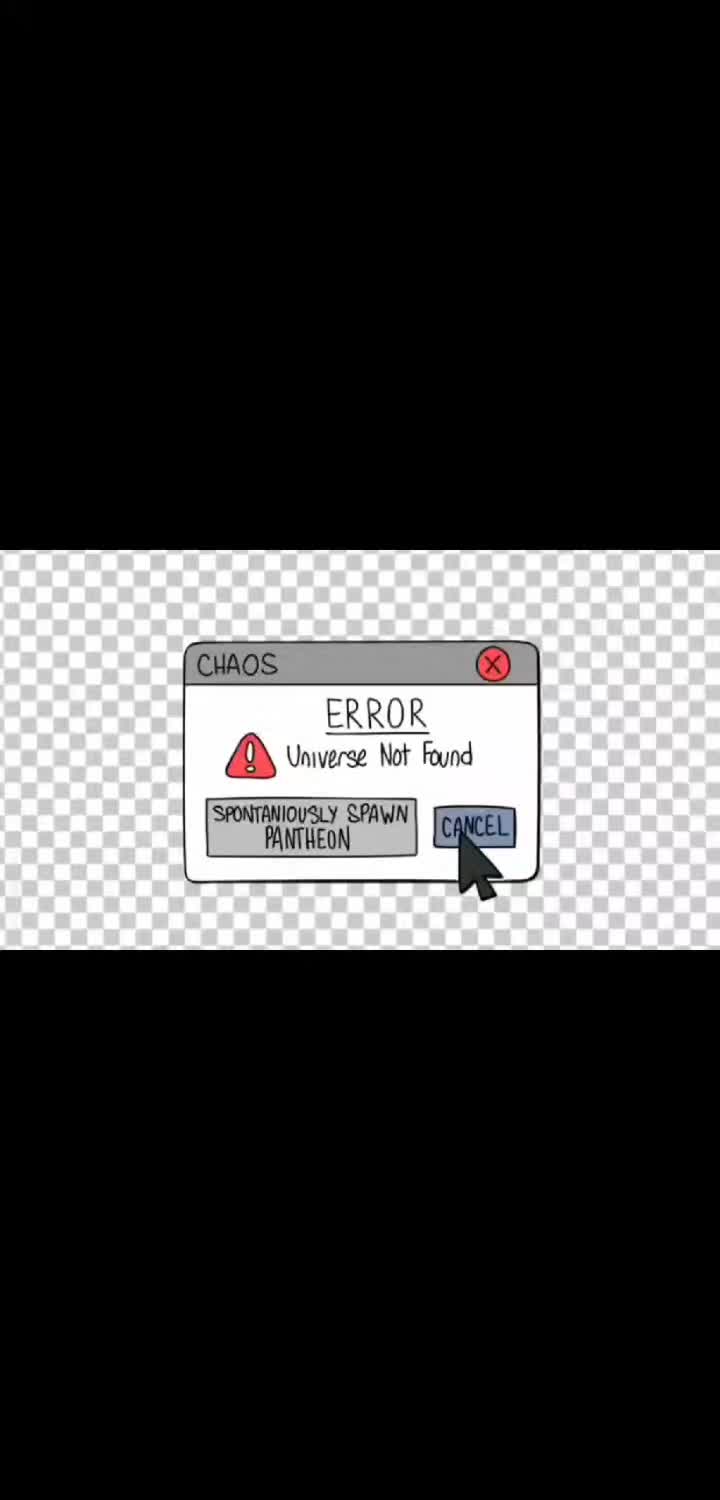 CHAOS
ERROR
Universe Not Found
SPONTANIOUSLY SPAWN
PANTHEON
CANCEL